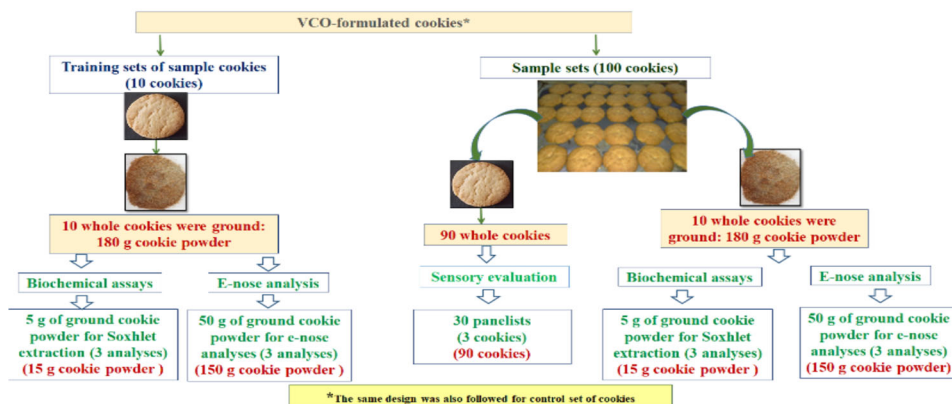 VCO-formulated cookies*
Training sets of sample cookies
(10 cookies)
Sample sets (100 cookies)
10 whole cookies were ground:
180 g cookie powder
90 whole cookies
10 whole cookies were
ground: 180 g cookie powder
Biochemical assays
E-nose analysis
Sensory evaluation
Biochemical assays
E-nose analysis
5 g of ground cookie
powder for Soxhlet
extraction (3 analyses)
(15 g cookie powder )
50 g of ground cookie
powder for e-nose
analyses (3 analyses)
(150 g cookie powder )
30 panelists
(3 cookies)
(90 cookies)
5 g of ground cookie
powder for Soxhlet
extraction (3 analyses)
(15 g cookie powder )
50 g of ground cookie
powder for e-nose
analyses (3 analyses)
(150 g cookie powder)
*The same design was also followed for control set of cookies